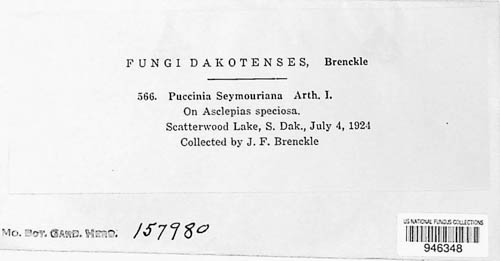 FUNGI DAKOTENSES, Brenckle
566. Puccinia Seymouriana Arth. I.
On Asclepias speciosa.
Scatterwood Lake, S. Dak., July 4, 1924
Collected by J. F. Brenckle
MO. BOT. GARD. HERB. 157980
US NATIONAL FUNGUS COLLECTIONS
946348